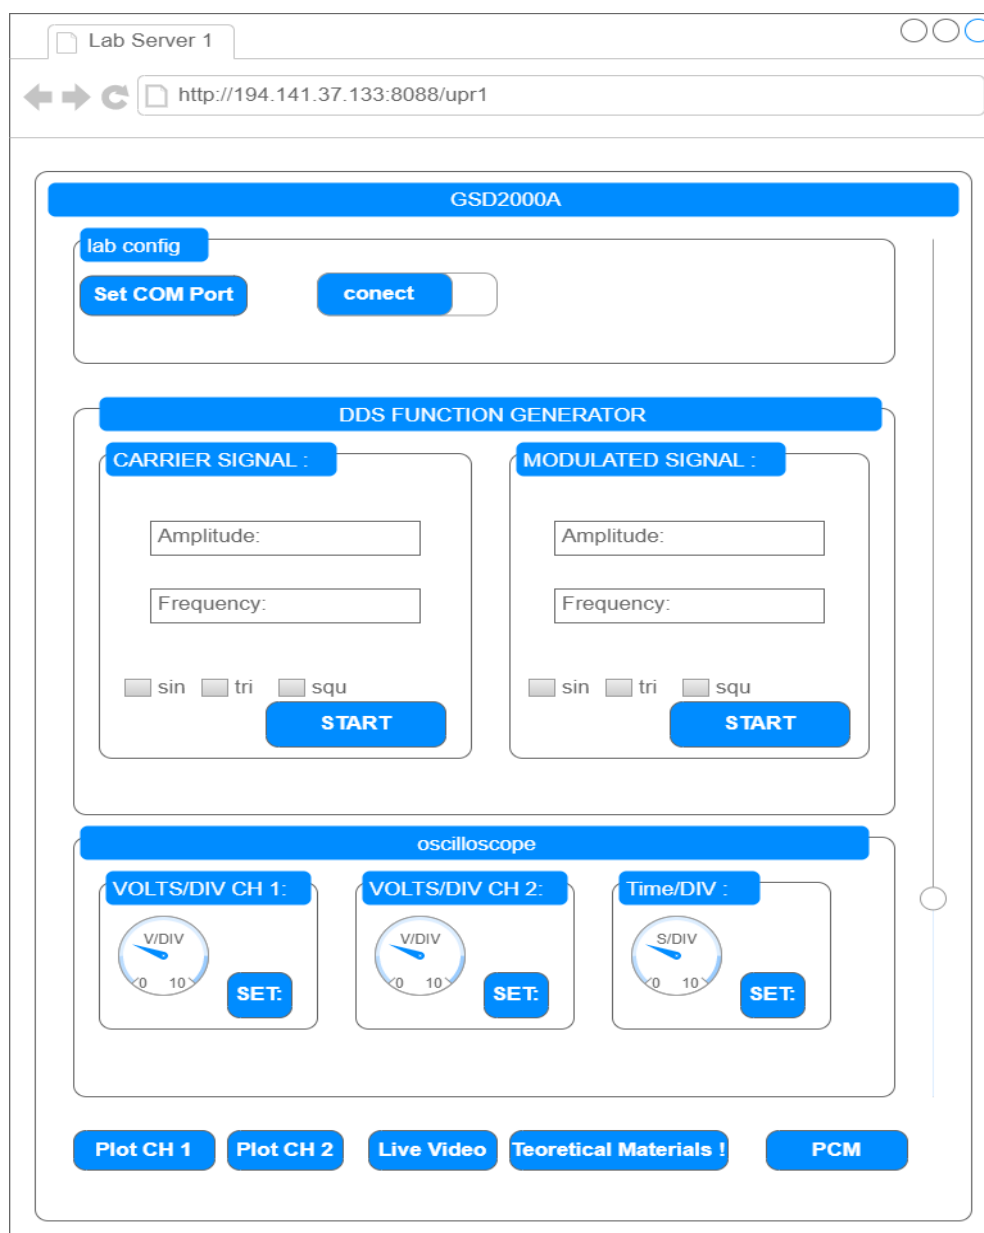 Lab Server 1
http://194.141.37.133:8088/upr1
GSD2000A
lab config
Set COM Port conect
DDS FUNCTION GENERATOR
CARRIER SIGNAL : MODULATED SIGNAL :
Amplitude: Amplitude:
Frequency: Frequency:
sin tri squ sin tri squ
START START
oscilloscope
VOLTS/DIV CH 1: VOLTS/DIV CH 2: Time/DIV :
V/DIV V/DIV S/DIV
0 10 0 10 0 10
SET: SET: SET:
Plot CH 1 Plot CH 2 Live Video Teoretical Materials ! PCM